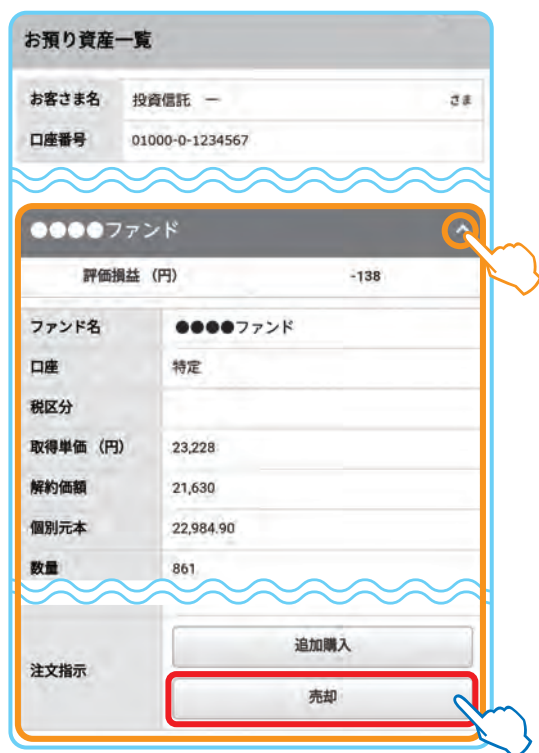 お預り資産一覧
お客さま名 投資信託 一 さま
口座番号 01000-0-1234567
●●●●ファンド
評価損益 (円) -138
ファンド名 ●●●●ファンド
口座 特定
税区分
取得単価 (円) 23,228
解約価額 21,630
個別元本 22,984.90
数量 861
追加購入
注文指示
売却